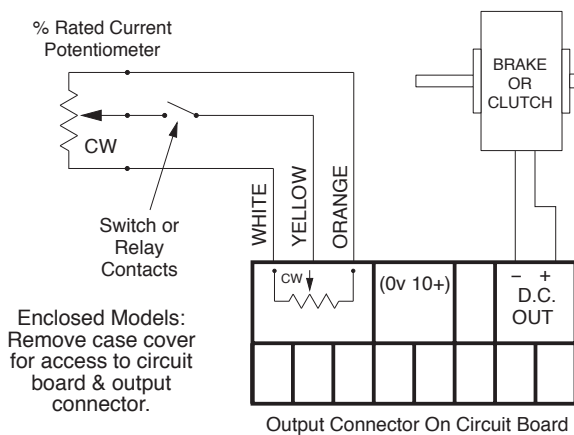 % Rated Current
Potentiometer
CW
Switch or
Relay
Contacts
WHITE
YELLOW
ORANGE
BRAKE
OR
CLUTCH
CW
(0v 10+)
– +
D.C.
OUT
Enclosed Models:
Remove case cover
for access to circuit
board & output
connector.
Output Connector On Circuit Board